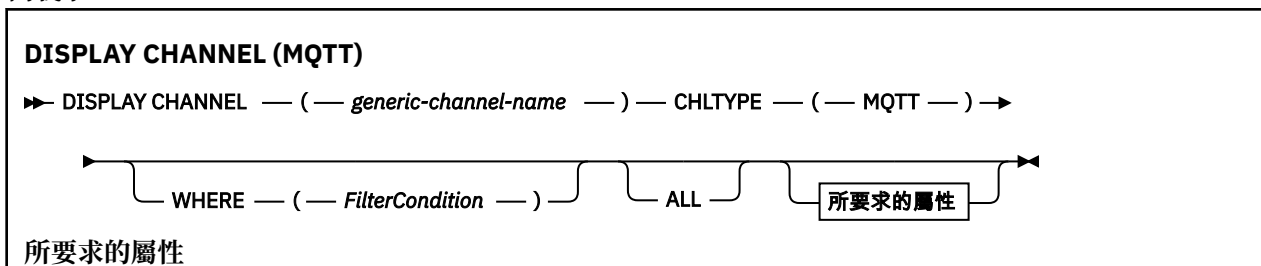 DISPLAY CHANNEL (MQTT)
DISPLAY CHANNEL ( generic-channel-name ) CHLTYPE ( MQTT )
WHERE ( FilterCondition ) ALL 所要求的屬性
所要求的屬性